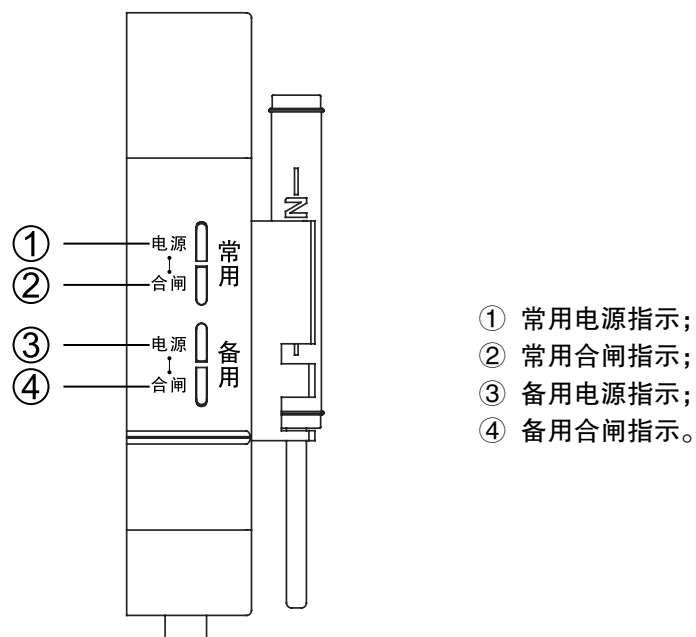 ① 电源 常用
② 合闸
③ 电源 备用
④ 合闸
① 常用电源指示；
② 常用合闸指示；
③ 备用电源指示；
④ 备用合闸指示。